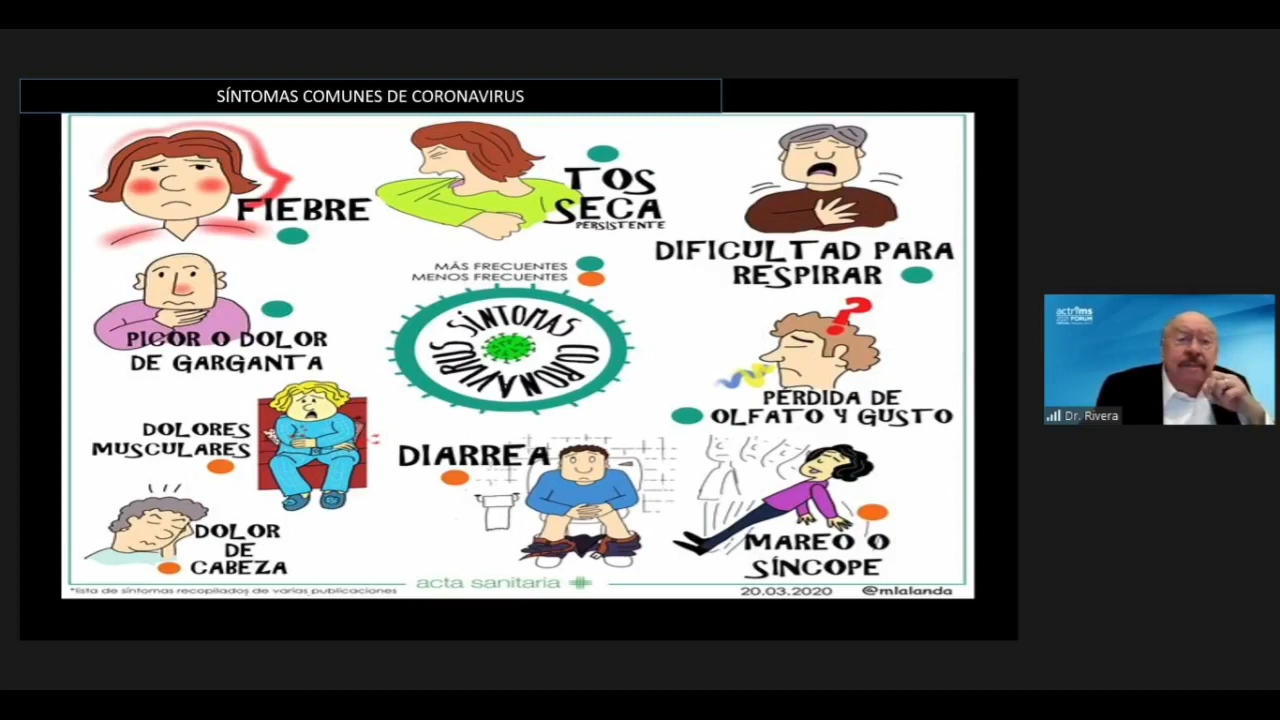 SÍNTOMAS COMUNES DE CORONAVIRUS
FIEBRE
TOS
SECA
PERSISTENTE
DIFICULTAD PARA
RESPIRAR
MÁS FRECUENTES
MENOS FRECUENTES
PICOR O DOLOR
DE GARGANTA
SÍNTOMAS CORONAVIRUS
?
PÉRDIDA DE
OLFATO Y GUSTO
DOLORES
MUSCULARES
DIARREA
DOLOR
DE
CABEZA
MAREO O
SÍNCOPE
acta sanitaria
*lista de síntomas recopilados de varias publicaciones
20.03.2020 @mlalanda
actrims
FORUM
Dr. Rivera